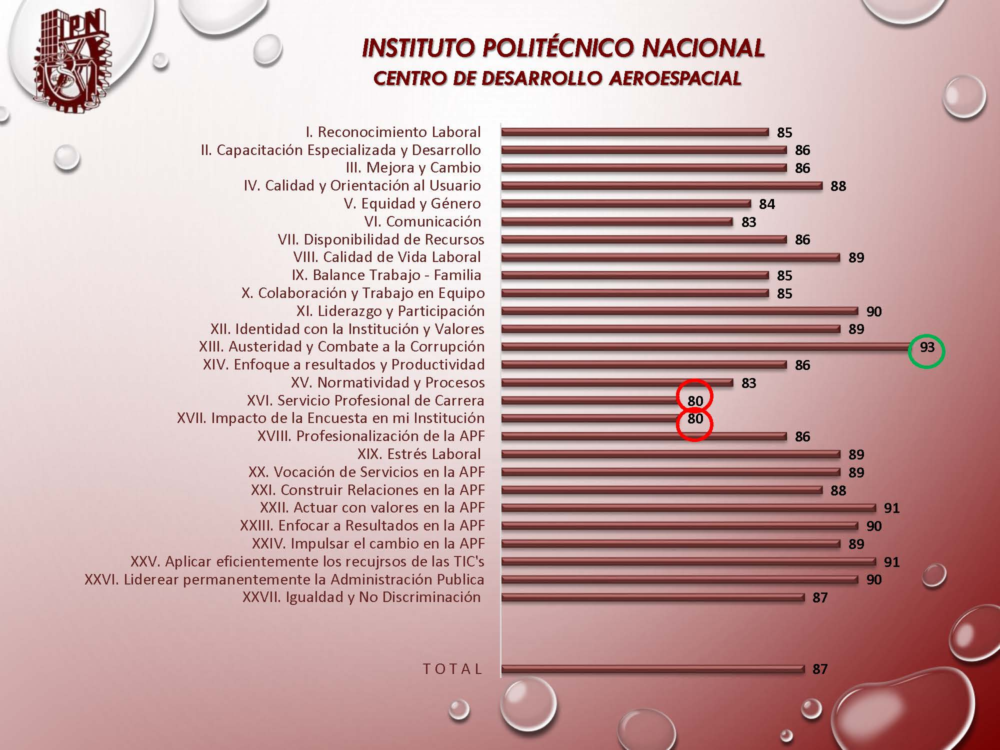 IPN
INSTITUTO POLITÉCNICO NACIONAL
CENTRO DE DESARROLLO AEROESPACIAL
I. Reconocimiento Laboral 85
II. Capacitación Especializada y Desarrollo 86
III. Mejora y Cambio 86
IV. Calidad y Orientación al Usuario 88
V. Equidad y Género 84
VI. Comunicación 83
VII. Disponibilidad de Recursos 86
VIII. Calidad de Vida Laboral 89
IX. Balance Trabajo - Familia 85
X. Colaboración y Trabajo en Equipo 85
XI. Liderazgo y Participación 90
XII. Identidad con la Institución y Valores 89
XIII. Austeridad y Combate a la Corrupción 93
XIV. Enfoque a resultados y Productividad 86
XV. Normatividad y Procesos 83
XVI. Servicio Profesional de Carrera 80
XVII. Impacto de la Encuesta en mi Institución 80
XVIII. Profesionalización de la APF 86
XIX. Estrés Laboral 89
XX. Vocación de Servicios en la APF 89
XXI. Construir Relaciones en la APF 88
XXII. Actuar con valores en la APF 91
XXIII. Enfocar a Resultados en la APF 90
XXIV. Impulsar el cambio en la APF 89
XXV. Aplicar eficientemente los recujrsos de las TIC's 91
XXVI. Liderear permanentemente la Administración Publica 90
XXVII. Igualdad y No Discriminación 87
T O T A L 87